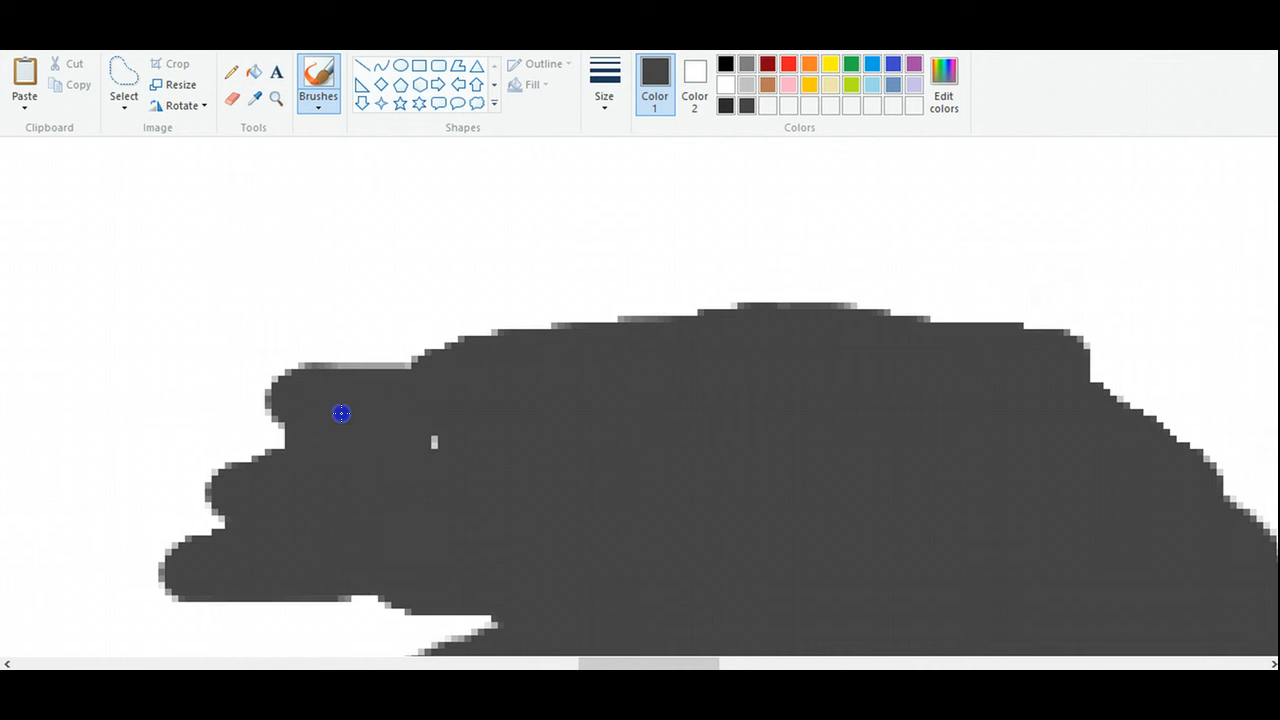 Paste
Cut
Copy
Clipboard
Select
Crop
Resize
Rotate
Image
A
Tools
Brushes
Shapes
Outline
Fill
Size
Color 1
Color 2
Colors
Edit colors